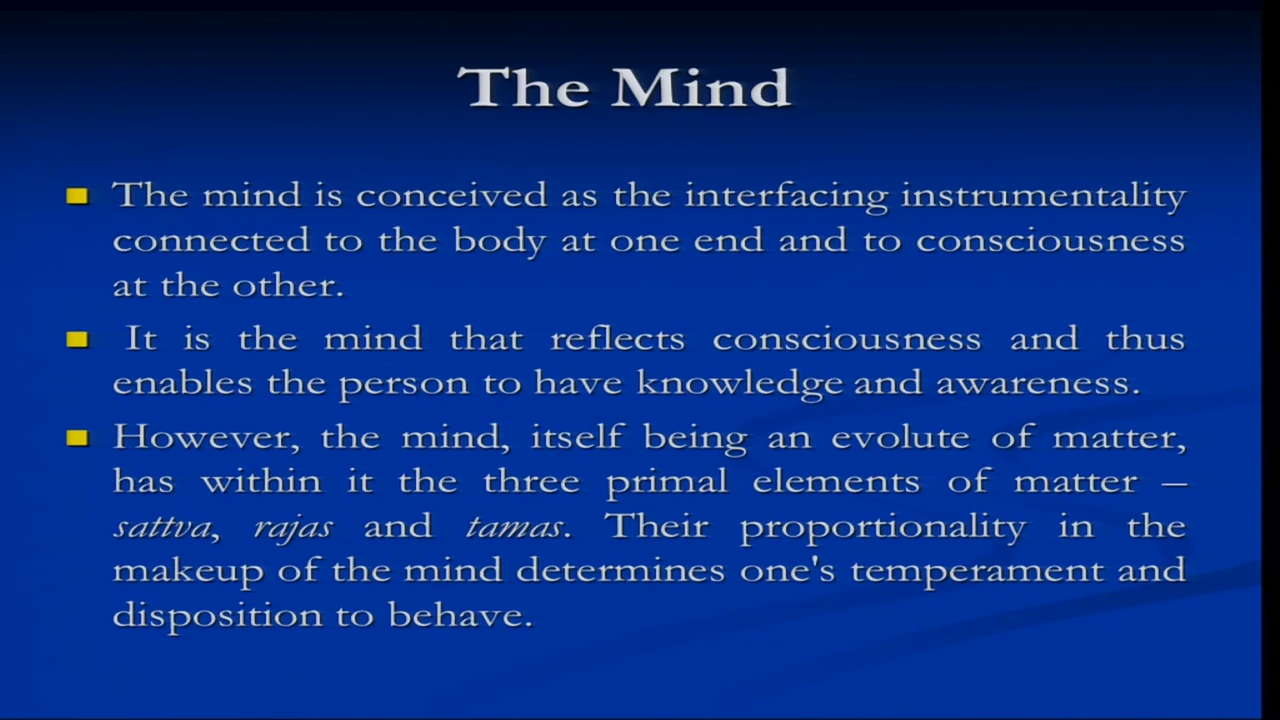 The Mind
The mind is conceived as the interfacing instrumentality
connected to the body at one end and to consciousness
at the other.
It is the mind that reflects consciousness and thus
enables the person to have knowledge and awareness.
However, the mind, itself being an evolute of matter,
has within it the three primal elements of matter –
sattva, rajas and tamas. Their proportionality in the
makeup of the mind determines one's temperament and
disposition to behave.